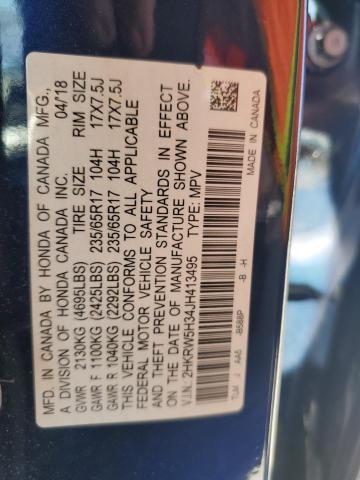 MFD. IN CANADA BY HONDA OF CANADA MFG.,
A DIVISION OF HONDA CANADA INC. 04/18
GVWR 2130KG (4695LBS) TIRE SIZE RIM SIZE
GAWR F 1100KG (2425LBS) 235/65R17 104H 17X7.5J
GAWR R 1040KG (2292LBS) 235/65R17 104H 17X7.5J
THIS VEHICLE CONFORMS TO ALL APPLICABLE
FEDERAL MOTOR VEHICLE SAFETY
AND THEFT PREVENTION STANDARDS IN EFFECT
ON THE DATE OF MANUFACTURE SHOWN ABOVE.
V.I.N.: 2HKRW5H34JH413495 TYPE: MPV
TLA J AA6 -B588P -B -H MADE IN CANADA